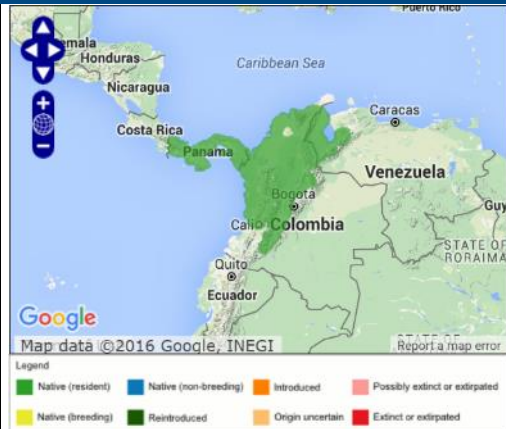 Puerto Rico
emala
Honduras
Caribbean Sea
Nicaragua
Caracas
Costa Rica
Panama
Venezuela
Bogota
Guy
Cali
Colombia
STATE OF
RORAIMA
Quito
Ecuador
Google
Map data ©2016 Google, INEGI
Report a map error
Legend
Native (resident) Native (non-breeding) Introduced Possibly extinct or extirpated
Native (breeding) Reintroduced Origin uncertain Extinct or extirpated